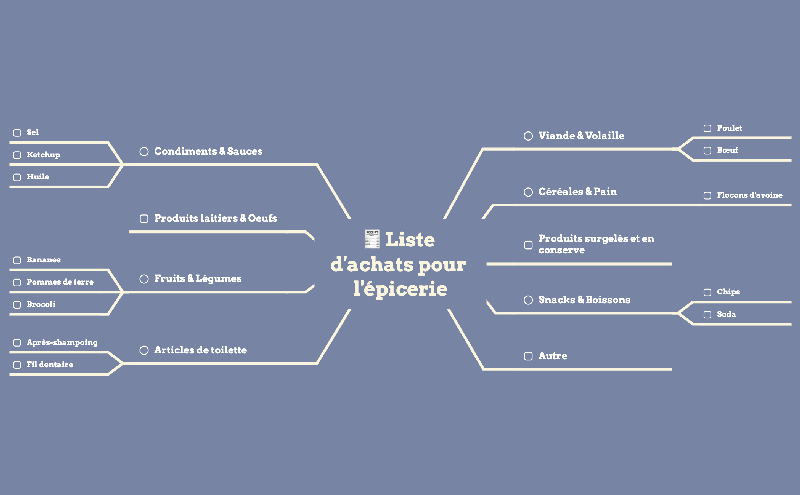 Liste
d'achats pour
l'épicerie
Viande & Volaille
Poulet
Bœuf
Céréales & Pain
Flocons d'avoine
Produits surgelés et en
conserve
Snacks & Boissons
Chips
Soda
Autre
Condiments & Sauces
Sel
Ketchup
Huile
Produits laitiers & Oeufs
Fruits & Légumes
Bananes
Pommes de terre
Brocoli
Articles de toilette
Après-shampoing
Fil dentaire